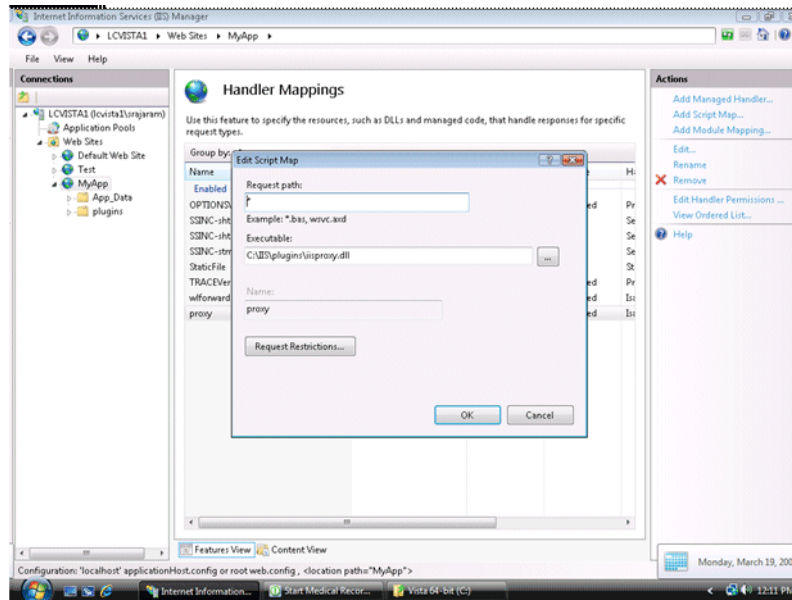 Internet Information Services (IIS) Manager
LCVISTA1 Web Sites MyApp
File View Help
Connections
LCVISTA1 (lcvista1\srajaram)
Application Pools
Web Sites
Default Web Site
Test
MyApp
App_Data
plugins
Handler Mappings
Use this feature to specify the resources, such as DLLs and managed code, that handle responses for specific
request types.
Group by:
Name
Enabled
OPTIONSV
SSINC-sht
SSINC-sht
SSINC-str
StaticFile
TRACEVer
wlforward
proxy
Edit Script Map
Request path:
*
Example: *.bas, wsvc.axd
Executable:
C:\IIS\plugins\iisproxy.dll
...
Name:
proxy
Request Restrictions...
OK Cancel
Features View Content View
Actions
Add Managed Handler...
Add Script Map...
Add Module Mapping...
Edit...
Rename
Remove
Edit Handler Permissions ...
View Ordered List...
Help
Configuration: 'localhost' applicationHost.config or root web.config , <location path="MyApp">
Monday, March 19, 200
Internet Information... Start Medical Recor... Vista 64-bit (C:) 12:11 PM